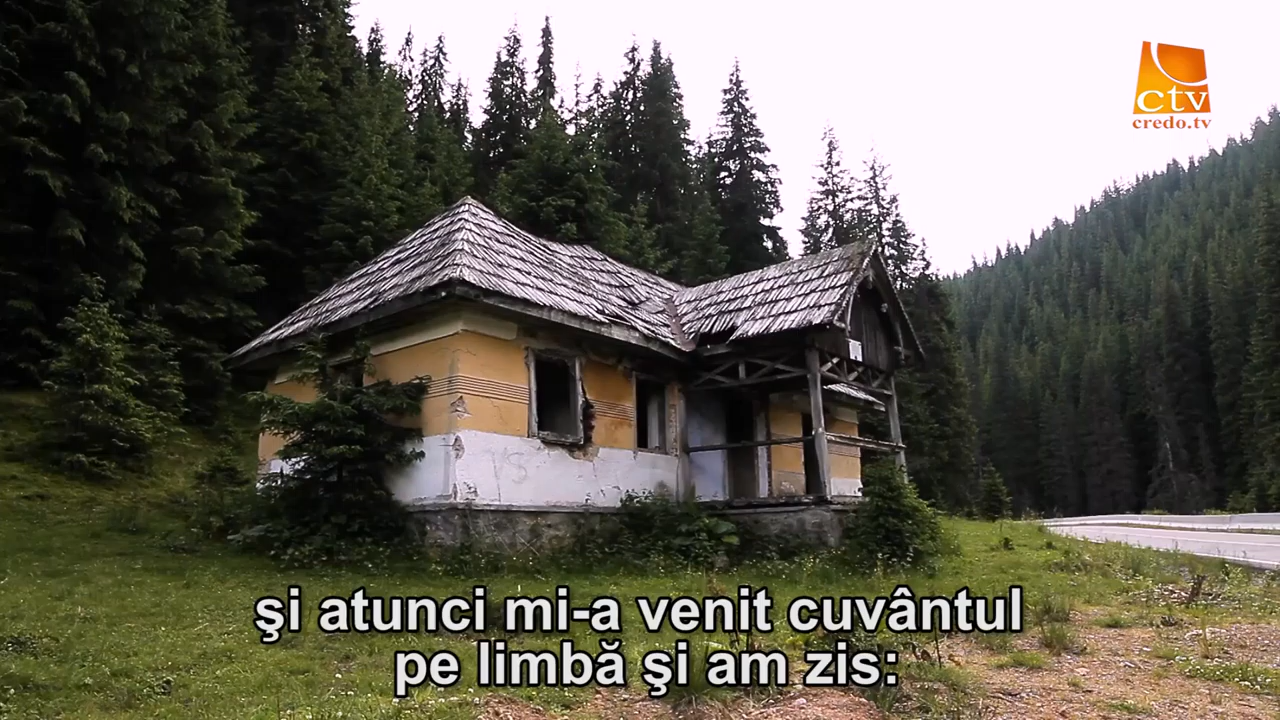 ctv
credo.tv
şi atunci mi-a venit cuvântul
pe limbă şi am zis: